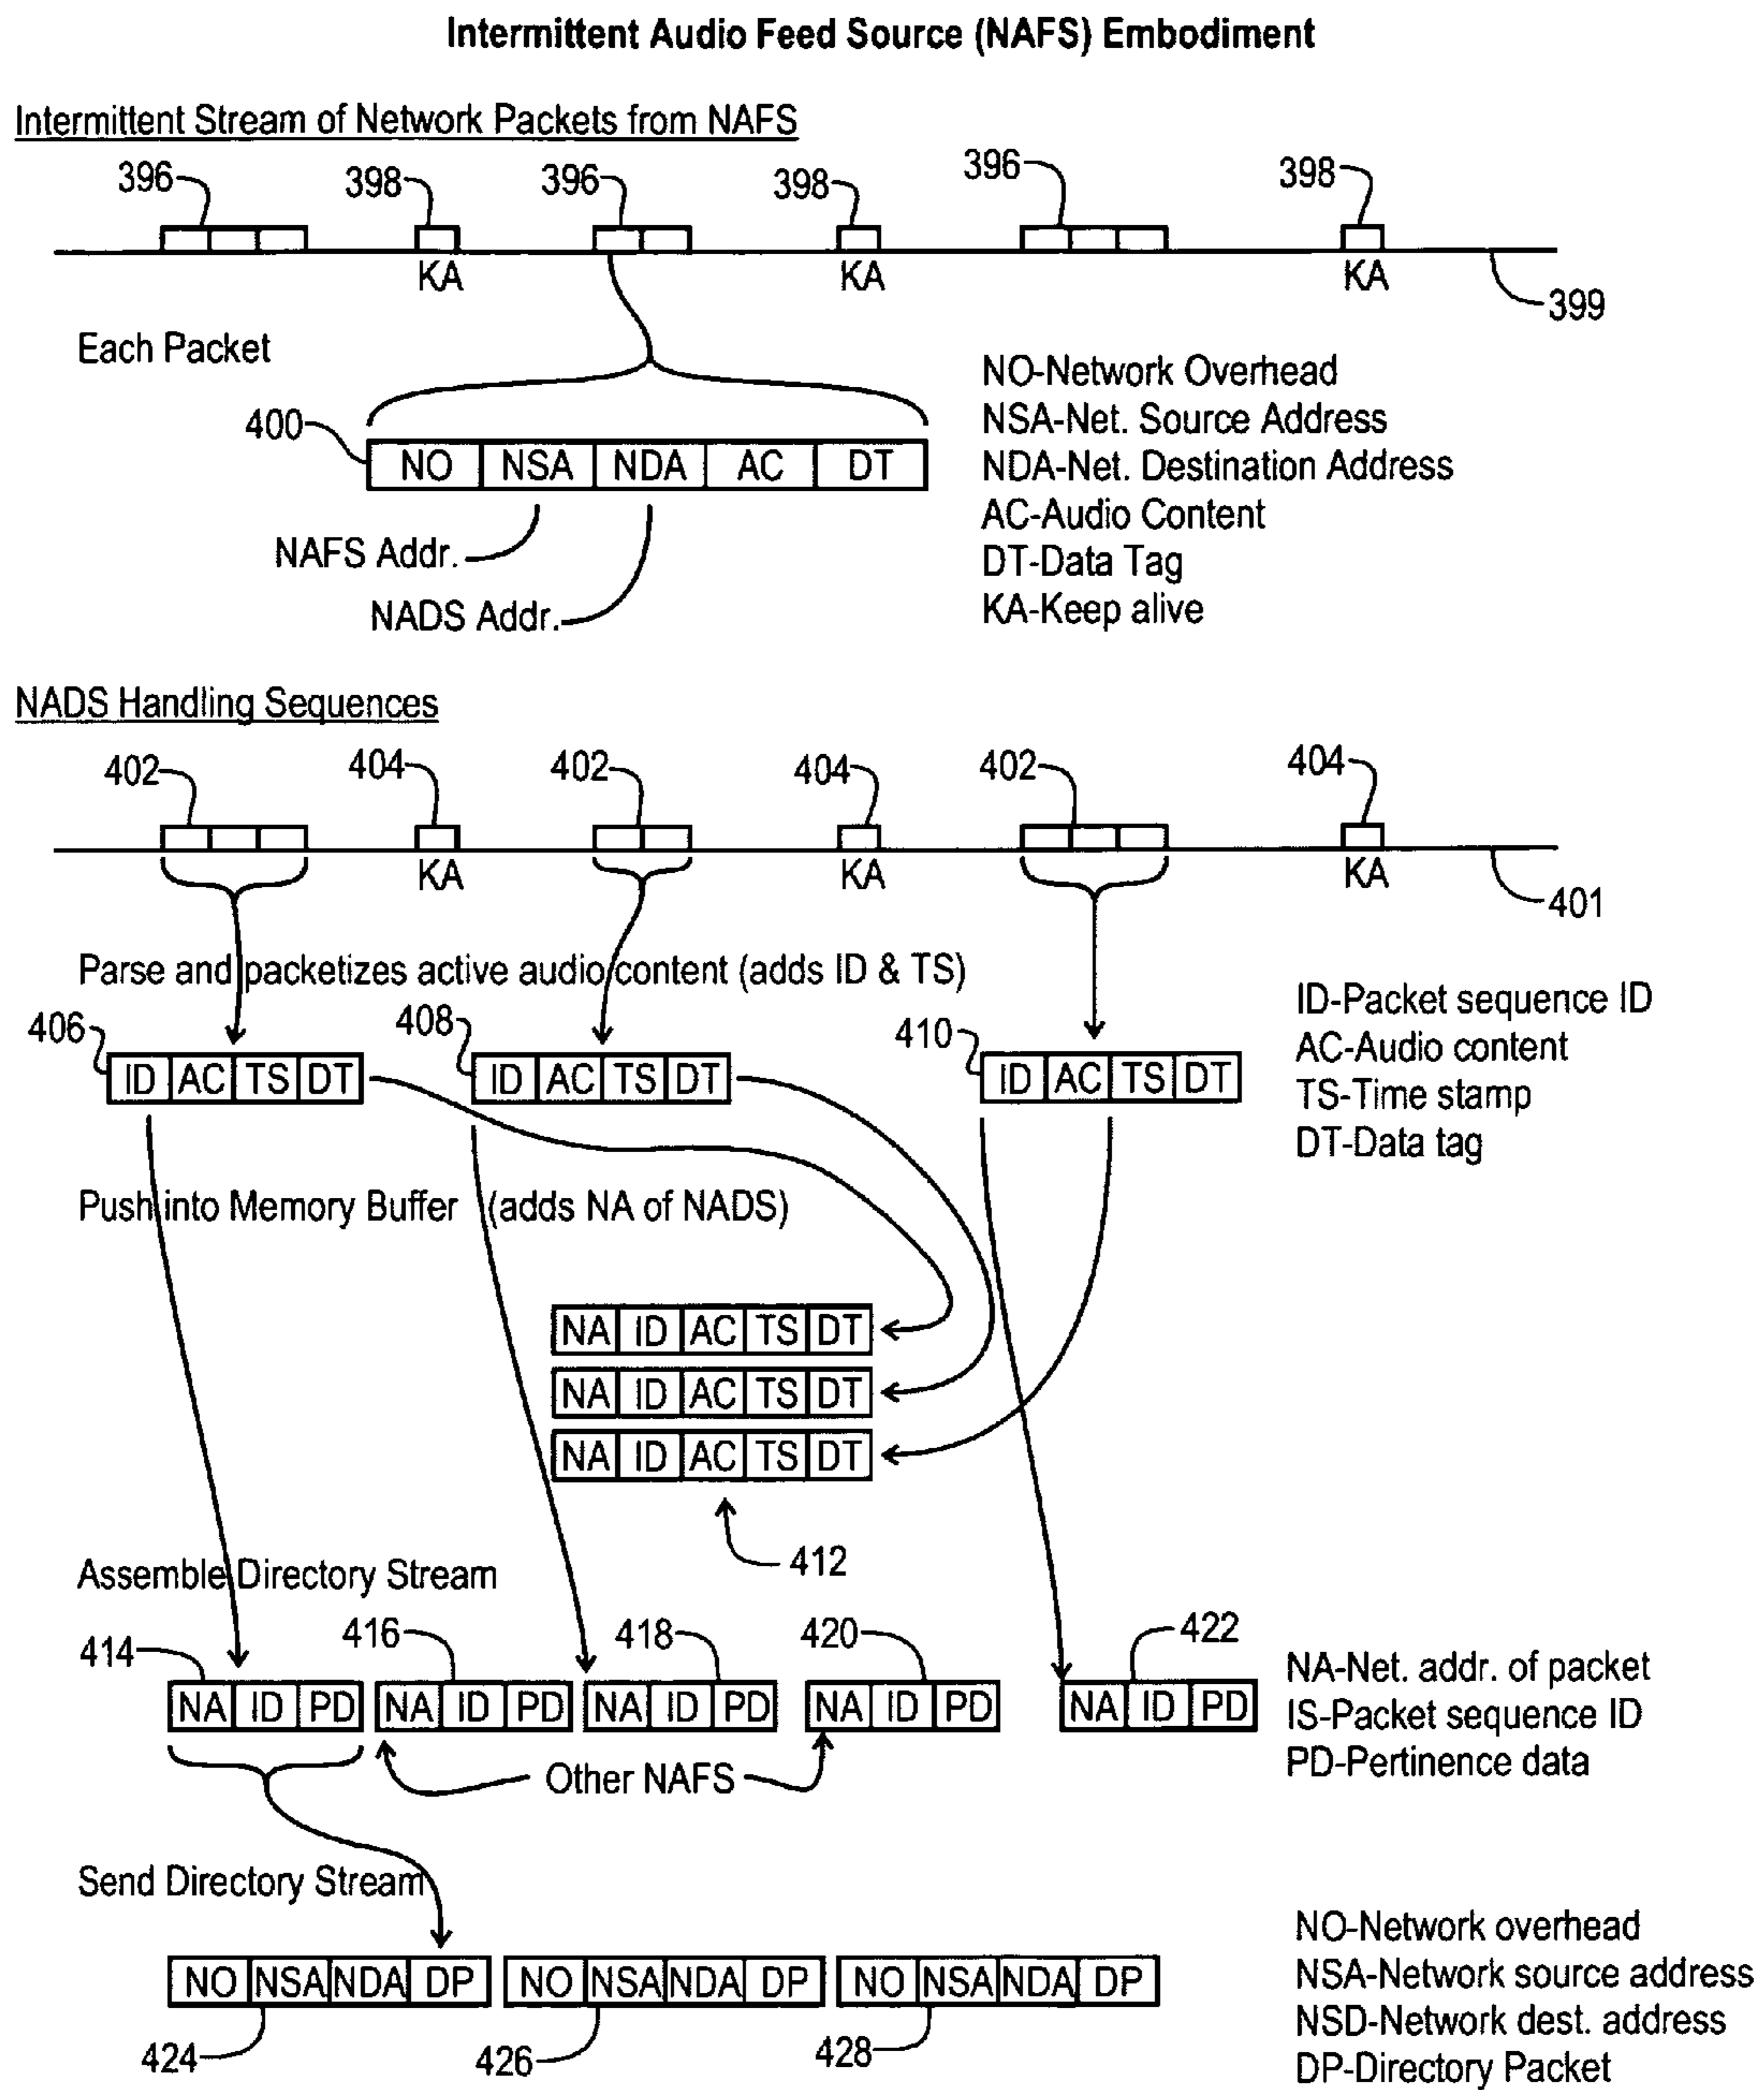 Intermittent Audio Feed Source (NAFS) Embodiment
Intermittent Stream of Network Packets from NAFS
396 398 396 398 396 398
KA KA KA
399
Each Packet
400
NO NSA NDA AC DT
NAFS Addr.
NADS Addr.
NO-Network Overhead
NSA-Net. Source Address
NDA-Net. Destination Address
AC-Audio Content
DT-Data Tag
KA-Keep alive
NADS Handling Sequences
402 404 402 404 402 404
KA KA KA
401
Parse and packetizes active audio content (adds ID & TS)
406 408 410
ID AC TS DT ID AC TS DT ID AC TS DT
ID-Packet sequence ID
AC-Audio content
TS-Time stamp
DT-Data tag
Push into Memory Buffer (adds NA of NADS)
NA ID AC TS DT
NA ID AC TS DT
NA ID AC TS DT
412
Assemble Directory Stream
414 416 418 420 422
NA ID PD NA ID PD NA ID PD NA ID PD NA ID PD
Other NAFS
NA-Net. addr. of packet
IS-Packet sequence ID
PD-Pertinence data
Send Directory Stream
NO NSA NDA DP NO NSA NDA DP NO NSA NDA DP
424 426 428
NO-Network overhead
NSA-Network source address
NSD-Network dest. address
DP-Directory Packet